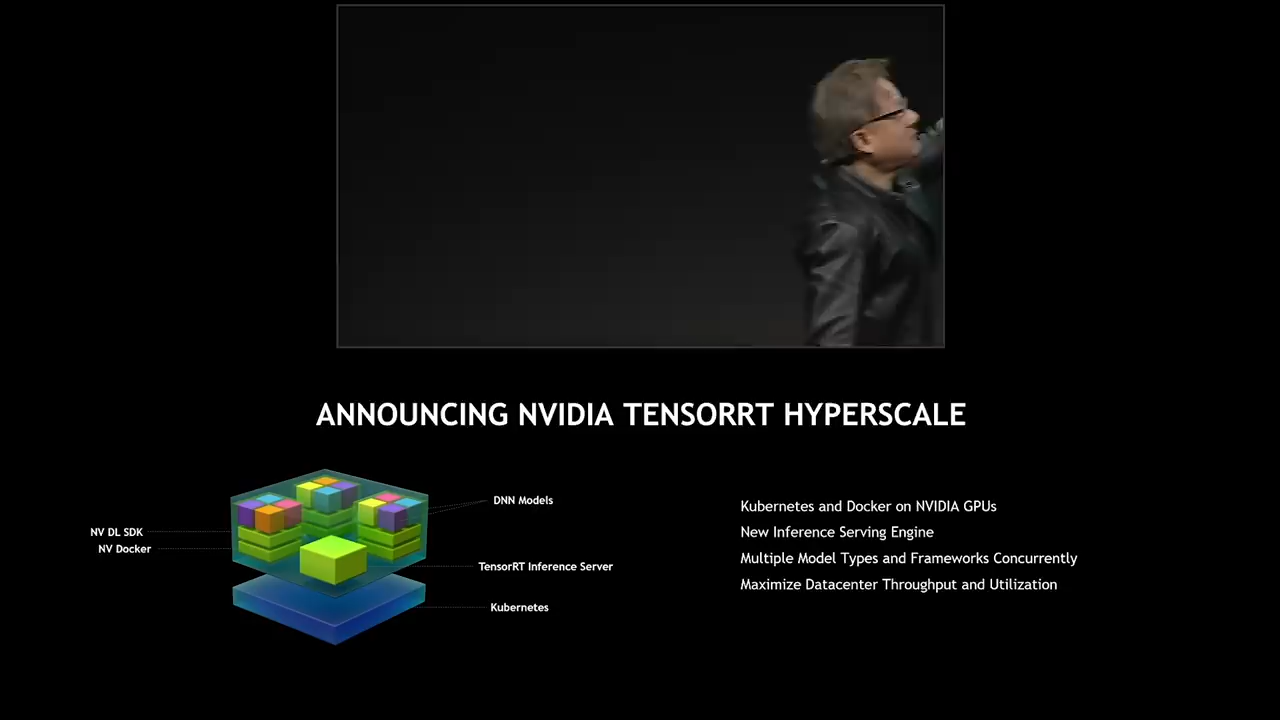 ANNOUNCING NVIDIA TENSORRT HYPERSCALE
NV DL SDK
NV Docker
DNN Models
TensorRT Inference Server
Kubernetes
Kubernetes and Docker on NVIDIA GPUs
New Inference Serving Engine
Multiple Model Types and Frameworks Concurrently
Maximize Datacenter Throughput and Utilization